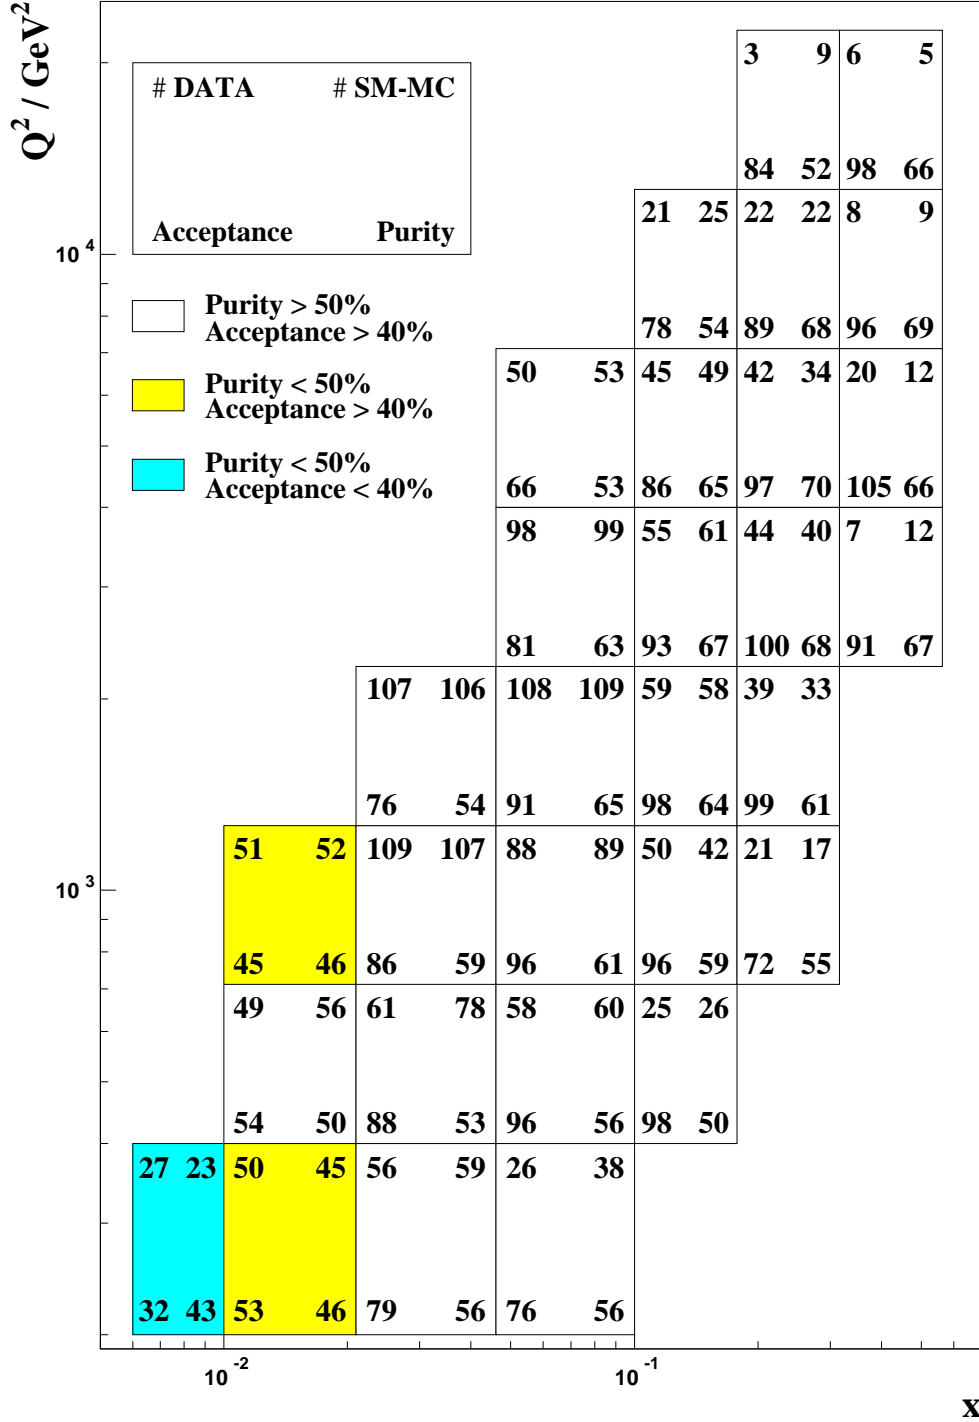 Q² / GeV²
3 9 6 5
# DATA # SM-MC
84 52 98 66
21 25 22 22 8 9
Acceptance Purity
10⁴
Purity > 50%
Acceptance > 40%
78 54 89 68 96 69
50 53 45 49 42 34 20 12
Purity < 50%
Acceptance > 40%
Purity < 50%
Acceptance < 40%
66 53 86 65 97 70 105 66
98 99 55 61 44 40 7 12
81 63 93 67 100 68 91 67
107 106 108 109 59 58 39 33
76 54 91 65 98 64 99 61
51 52 109 107 88 89 50 42 21 17
10³
45 46 86 59 96 61 96 59 72 55
49 56 61 78 58 60 25 26
54 50 88 53 96 56 98 50
27 23 50 45 56 59 26 38
32 43 53 46 79 56 76 56
10⁻² 10⁻¹
x